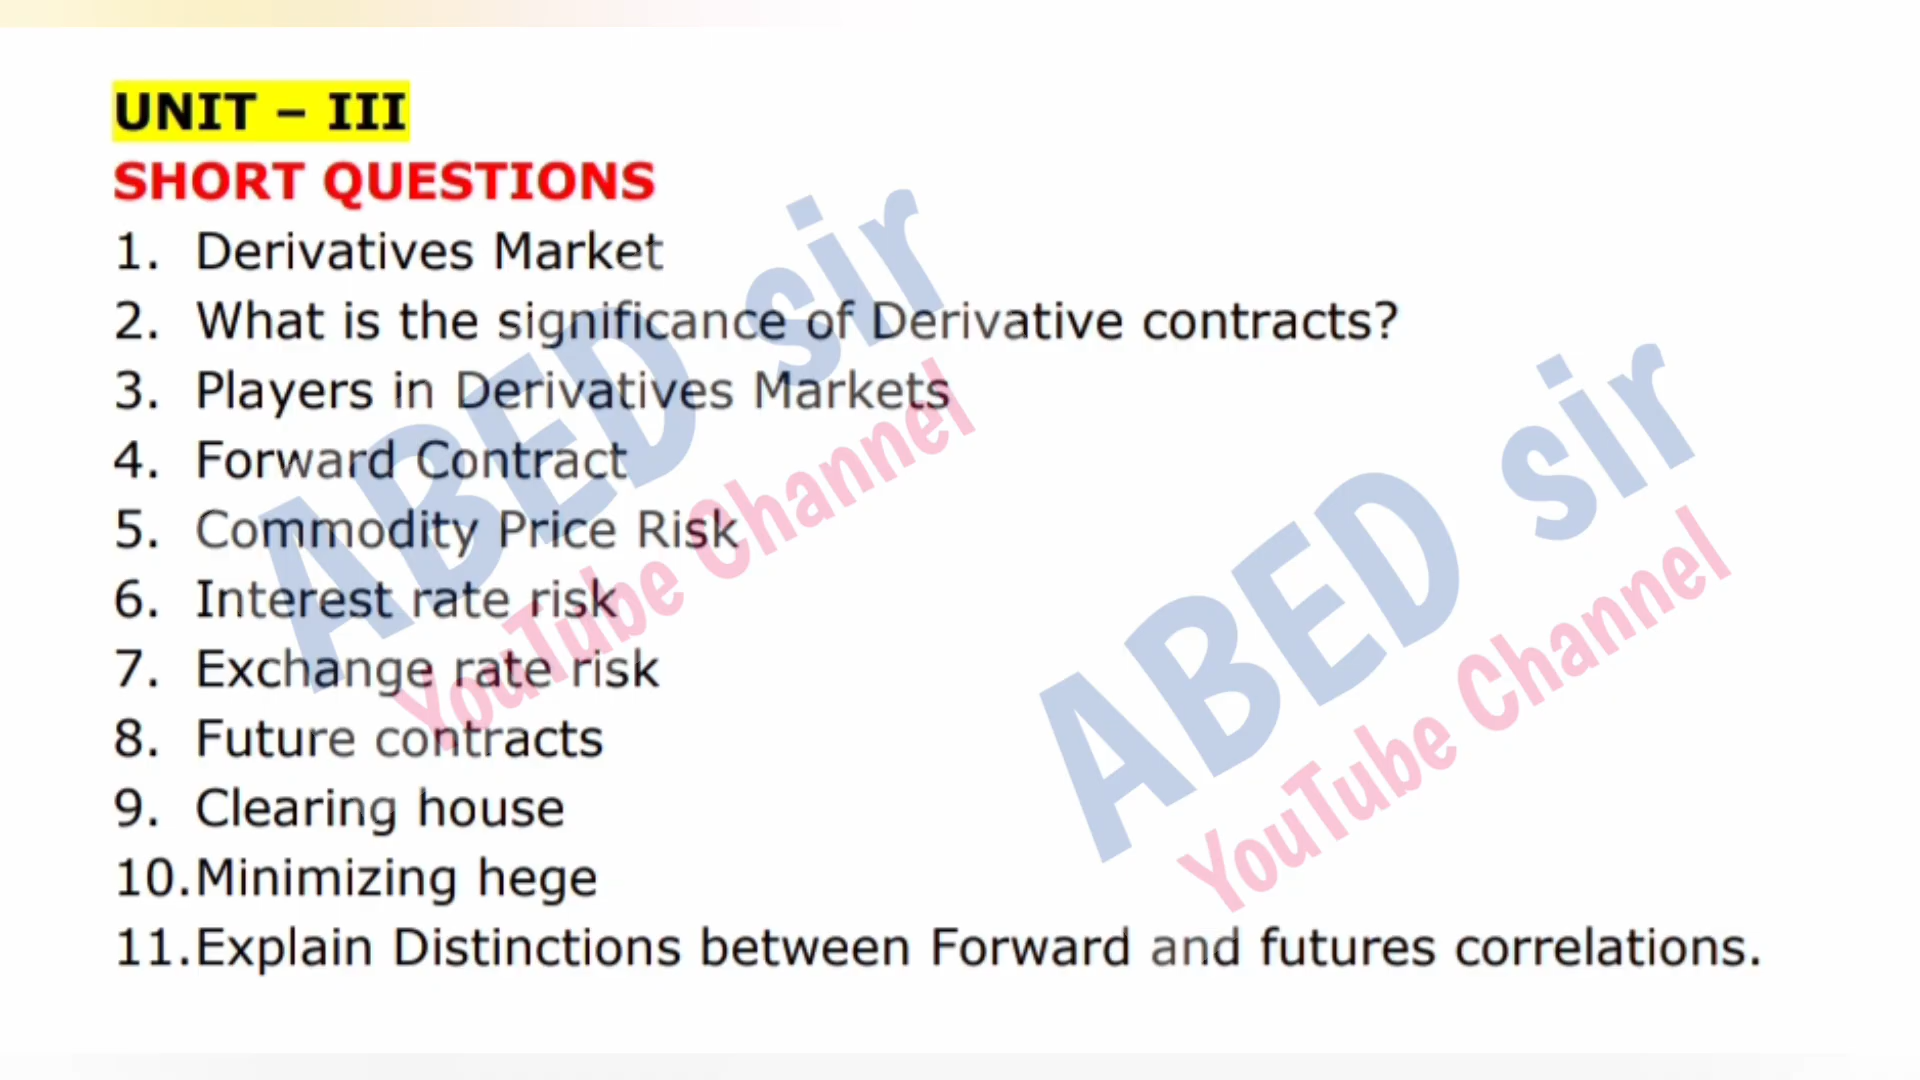 UNIT – III
SHORT QUESTIONS
1. Derivatives Market
2. What is the significance of Derivative contracts?
3. Players in Derivatives Markets
4. Forward Contract
5. Commodity Price Risk
6. Interest rate risk
7. Exchange rate risk
8. Future contracts
9. Clearing house
10.Minimizing hege
11.Explain Distinctions between Forward and futures correlations.
ABED sir
YouTube Channel
ABED sir
YouTube Channel